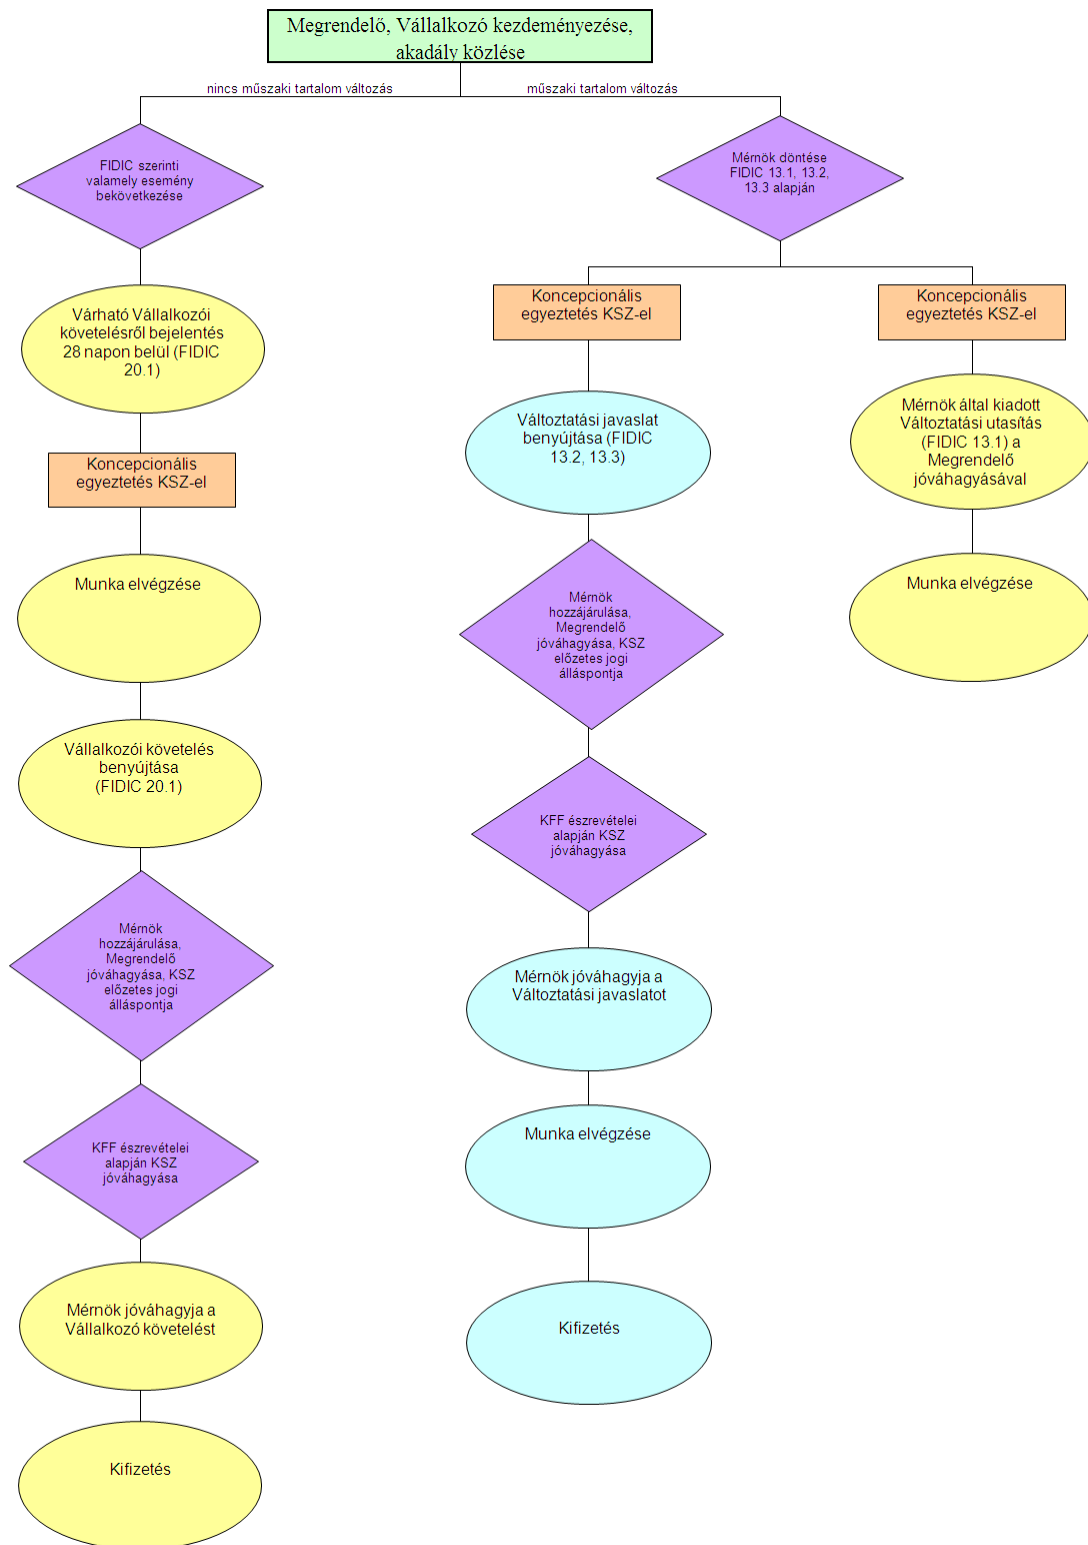 Megrendelő, Vállalkozó kezdeményezése,
akadály közlése
nincs műszaki tartalom változás
műszaki tartalom változás
FIDIC szerinti
valamely esemény
bekövetkezése
Várható Vállalkozói
követelésről bejelentés
28 napon belül (FIDIC
20.1)
Koncepcionális
egyeztetés KSZ-el
Munka elvégzése
Vállalkozói követelés
benyújtása
(FIDIC 20.1)
Mérnök
hozzájárulása,
Megrendelő
jóváhagyása, KSZ
előzetes jogi
álláspontja
KFF észrevételei
alapján KSZ
jóváhagyása
Mérnök jóváhagyja a
Vállalkozó követelést
Kifizetés
Mérnök döntése
FIDIC 13.1, 13.2,
13.3 alapján
Koncepcionális
egyeztetés KSZ-el
Változtatási javaslat
benyújtása (FIDIC
13.2, 13.3)
Mérnök
hozzájárulása,
Megrendelő
jóváhagyása, KSZ
előzetes jogi
álláspontja
KFF észrevételei
alapján KSZ
jóváhagyása
Mérnök jóváhagyja a
Változtatási javaslatot
Munka elvégzése
Kifizetés
Koncepcionális
egyeztetés KSZ-el
Mérnök által kiadott
Változtatási utasítás
(FIDIC 13.1) a
Megrendelő
jóváhagyásával
Munka elvégzése